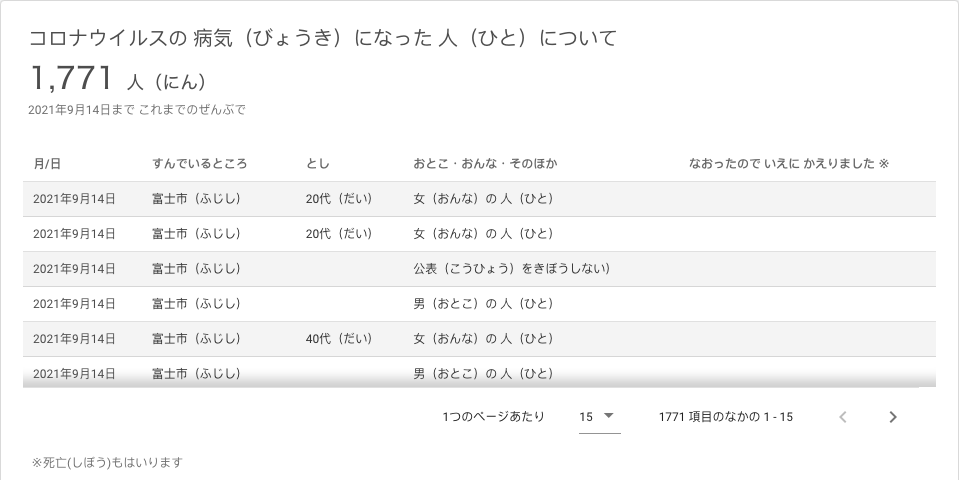 コロナウイルスの 病気（びょうき）になった 人（ひと）について
1,771 人（にん）
2021年9月14日まで これまでのぜんぶで
月/日 すんでいるところ とし おとこ・おんな・そのほか なおったので いえに かえりました ※
2021年9月14日 富士市（ふじし） 20代（だい） 女（おんな）の 人（ひと）
2021年9月14日 富士市（ふじし） 20代（だい） 女（おんな）の 人（ひと）
2021年9月14日 富士市（ふじし） 公表（こうひょう）をきぼうしない）
2021年9月14日 富士市（ふじし） 男（おとこ）の 人（ひと）
2021年9月14日 富士市（ふじし） 40代（だい） 女（おんな）の 人（ひと）
2021年9月14日 富士市（ふじし） 男（おとこ）の 人（ひと）
1つのページあたり 15 1771 項目のなかの 1 - 15
※死亡(しぼう)もはいります